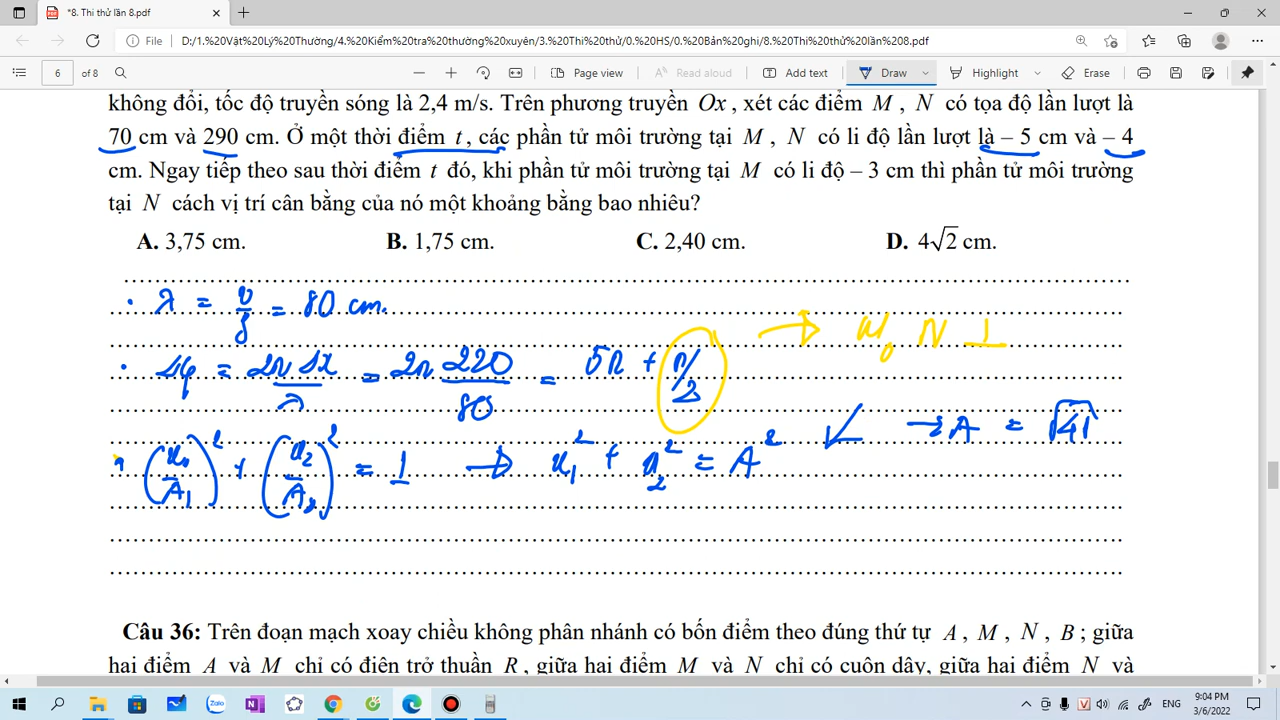 *8. Thi thử lần 8.pdf
File D:/1.%20Vật%20Lý%20Thường/4.%20Kiểm%20tra%20thường%20xuyên/3.%20Thi%20thử/0.%20HS/0.%20Bản%20ghi/8.%20Thi%20thử%20lần%208.pdf
6 of 8 Page view Read aloud Add text Draw Highlight Erase
không đổi, tốc độ truyền sóng là 2,4 m/s. Trên phương truyền Ox, xét các điểm M, N có tọa độ lần lượt là
70 cm và 290 cm. Ở một thời điểm t, các phần tử môi trường tại M, N có li độ lần lượt là – 5 cm và – 4
cm. Ngay tiếp theo sau thời điểm t đó, khi phần tử môi trường tại M có li độ – 3 cm thì phần tử môi trường
tại N cách vị trí cân bằng của nó một khoảng bằng bao nhiêu?
A. 3,75 cm. B. 1,75 cm. C. 2,40 cm. D. 4√2 cm.
• λ = v/f = 80 cm.
→ M, N ⊥
• Δφ = 2π Δx / λ = 2π 220/80 = 5π + π/2
→ A = √41
• (u₁/A₁)² + (u₂/A₂)² = 1 → u₁² + u₂² = A²
Câu 36: Trên đoạn mạch xoay chiều không phân nhánh có bốn điểm theo đúng thứ tự A, M, N, B; giữa
hai điểm A và M chỉ có điện trở thuần R, giữa hai điểm M và N chỉ có cuộn dây, giữa hai điểm N và
Zalo
ENG
9:04 PM
3/6/2022